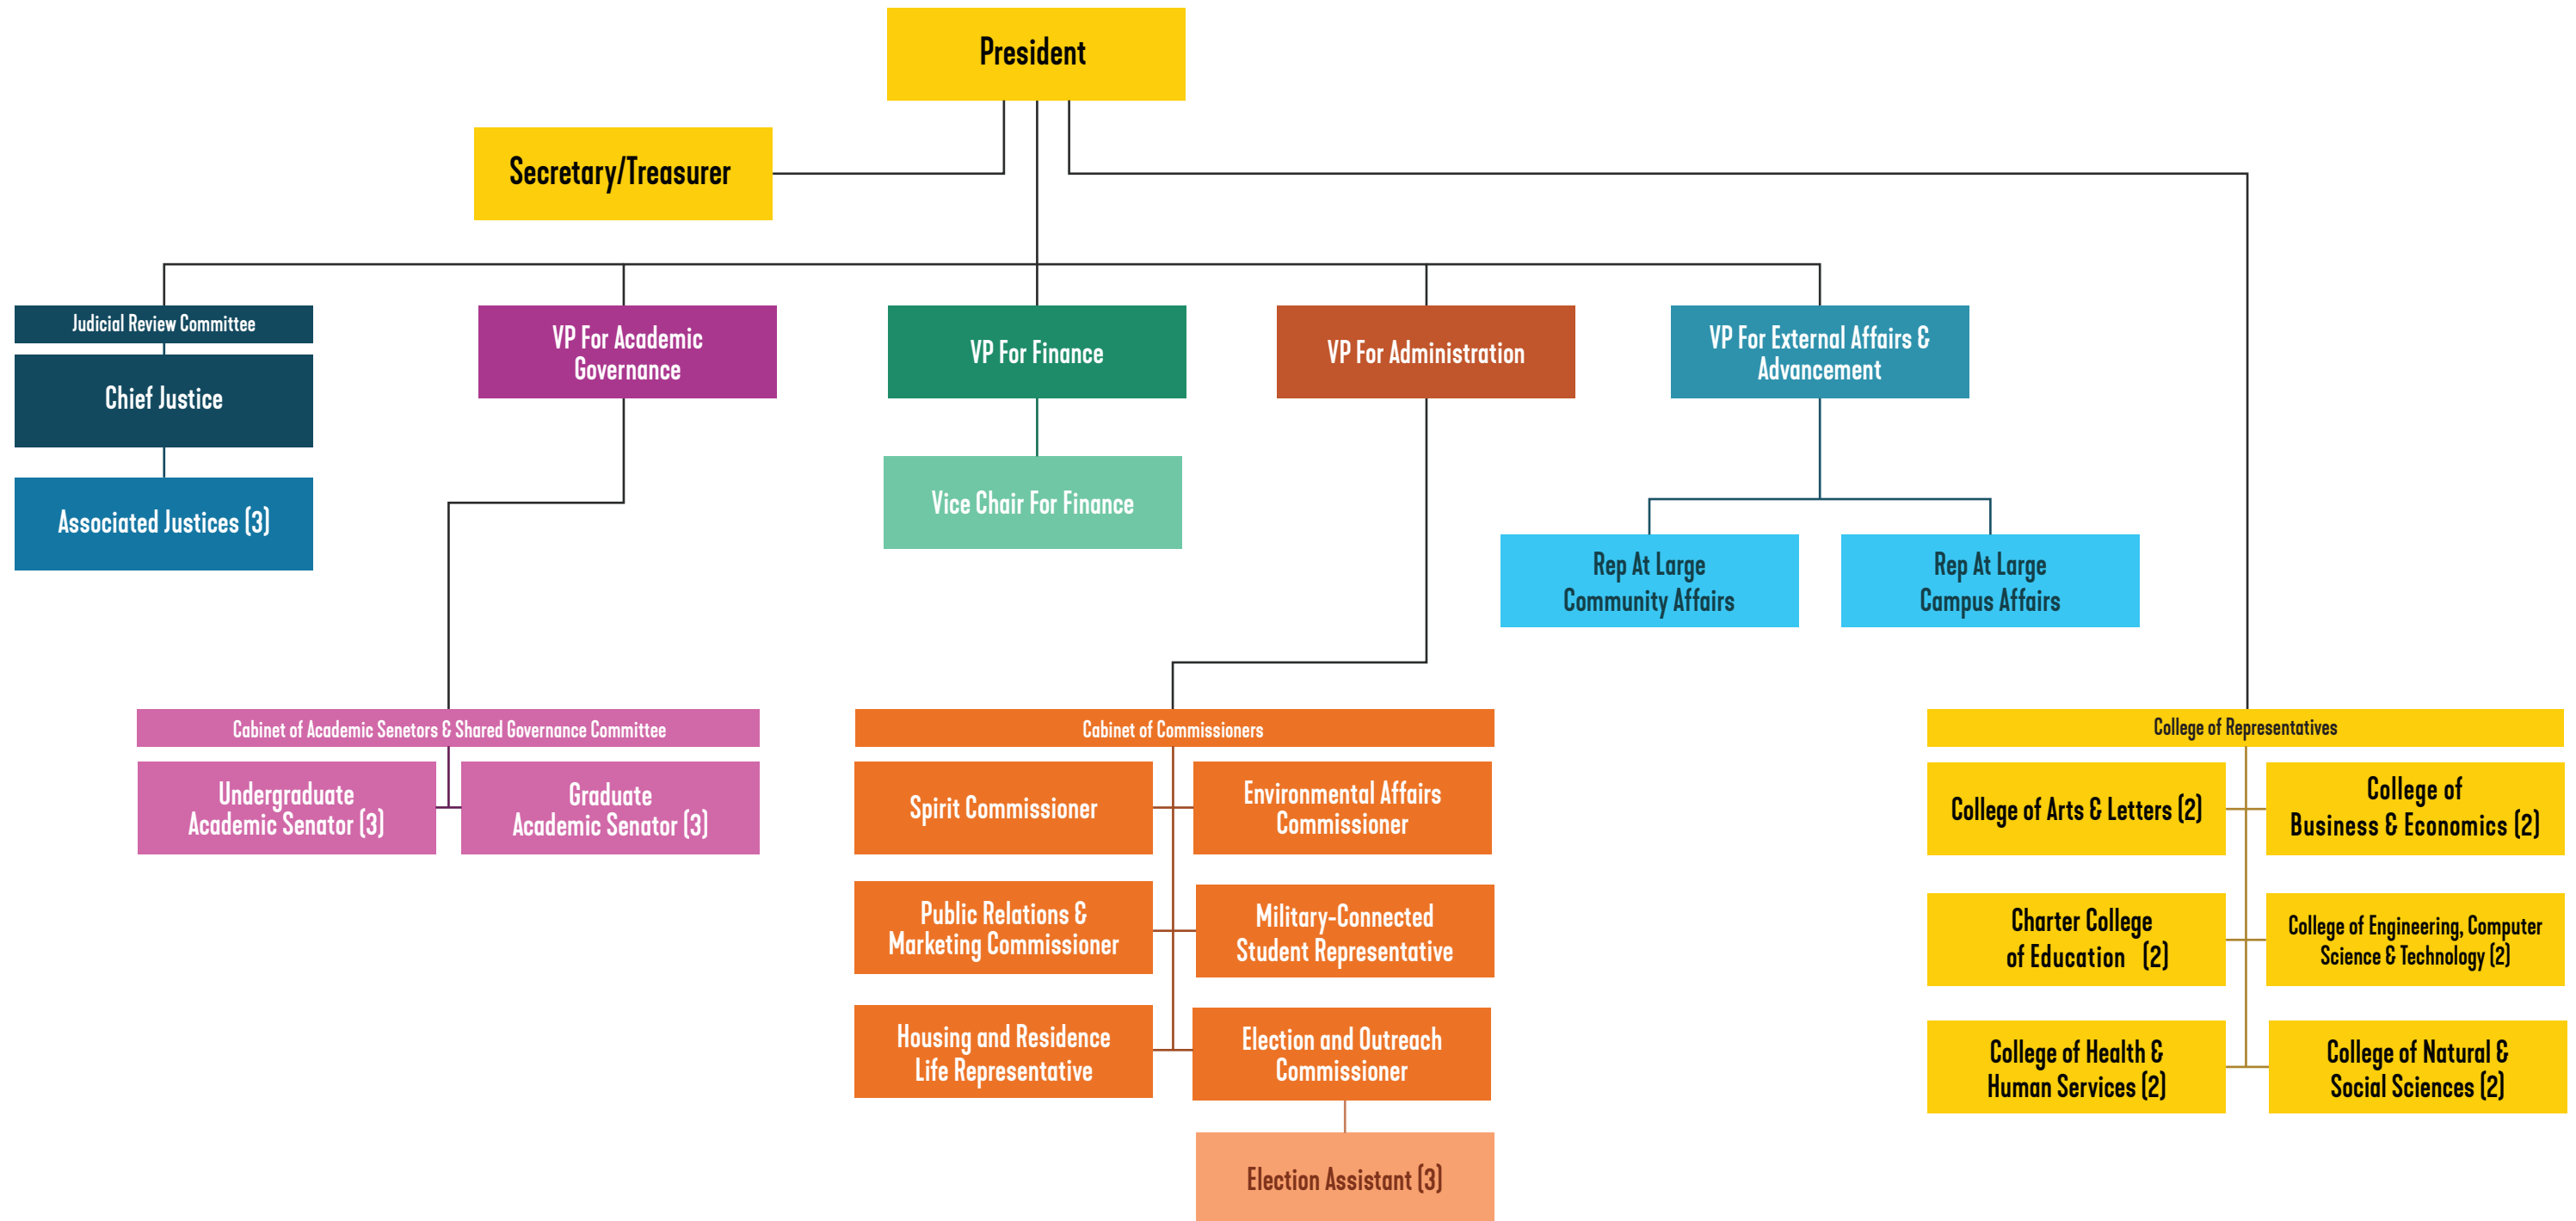 President
Secretary/Treasurer
Judicial Review Committee
Chief Justice
Associated Justices (3)
VP For Academic
Governance
VP For Finance
Vice Chair For Finance
VP For Administration
VP For External Affairs &
Advancement
Rep At Large
Community Affairs
Rep At Large
Campus Affairs
Cabinet of Academic Senetors & Shared Governance Committee
Undergraduate
Academic Senator (3)
Graduate
Academic Senator (3)
Cabinet of Commissioners
Spirit Commissioner
Environmental Affairs
Commissioner
Public Relations &
Marketing Commissioner
Military-Connected
Student Representative
Housing and Residence
Life Representative
Election and Outreach
Commissioner
Election Assistant (3)
College of Representatives
College of Arts & Letters (2)
College of
Business & Economics (2)
Charter College
of Education (2)
College of Engineering, Computer
Science & Technology (2)
College of Health &
Human Services (2)
College of Natural &
Social Sciences (2)